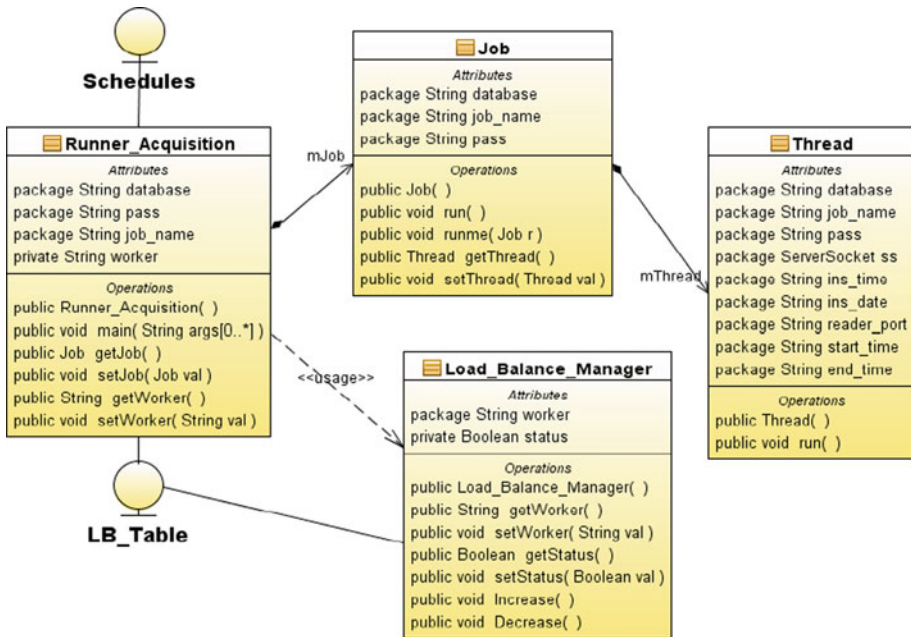 Schedules
Runner_Acquisition
Attributes
package String database
package String pass
package String job_name
private String worker
Operations
public Runner_Acquisition( )
public void main( String args[0..*] )
public Job getJob( )
public void setJob( Job val )
public String getWorker( )
public void setWorker( String val )
mJob
Job
Attributes
package String database
package String job_name
package String pass
Operations
public Job( )
public void run( )
public void runme( Job r )
public Thread getThread( )
public void setThread( Thread val )
mThread
Thread
Attributes
package String database
package String job_name
package String pass
package ServerSocket ss
package String ins_time
package String ins_date
package String reader_port
package String start_time
package String end_time
Operations
public Thread( )
public void run( )
<<usage>>
Load_Balance_Manager
Attributes
package String worker
private Boolean status
Operations
public Load_Balance_Manager( )
public String getWorker( )
public void setWorker( String val )
public Boolean getStatus( )
public void setStatus( Boolean val )
public void Increase( )
public void Decrease( )
LB_Table